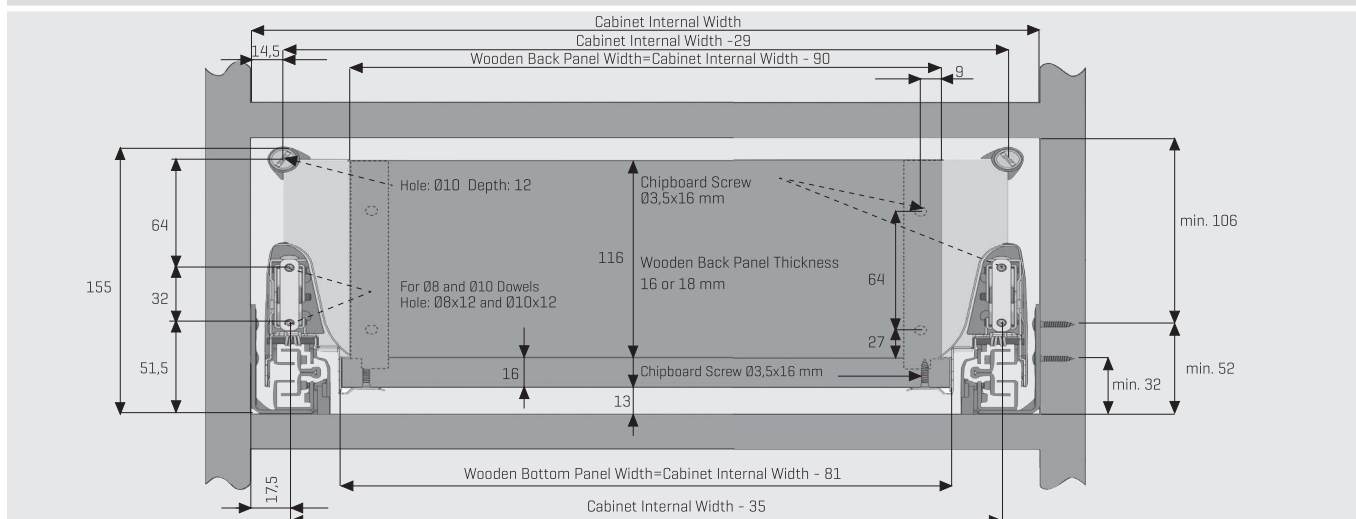 Cabinet Internal Width
Cabinet Internal Width -29
14,5
Wooden Back Panel Width=Cabinet Internal Width - 90
9
Hole: Ø10 Depth: 12
Chipboard Screw
Ø3,5x16 mm
64
min. 106
116
Wooden Back Panel Thickness
16 or 18 mm
64
155
32
For Ø8 and Ø10 Dowels
Hole: Ø8x12 and Ø10x12
27
51,5
16
Chipboard Screw Ø3,5x16 mm
min. 52
min. 32
13
Wooden Bottom Panel Width=Cabinet Internal Width - 81
17,5
Cabinet Internal Width - 35